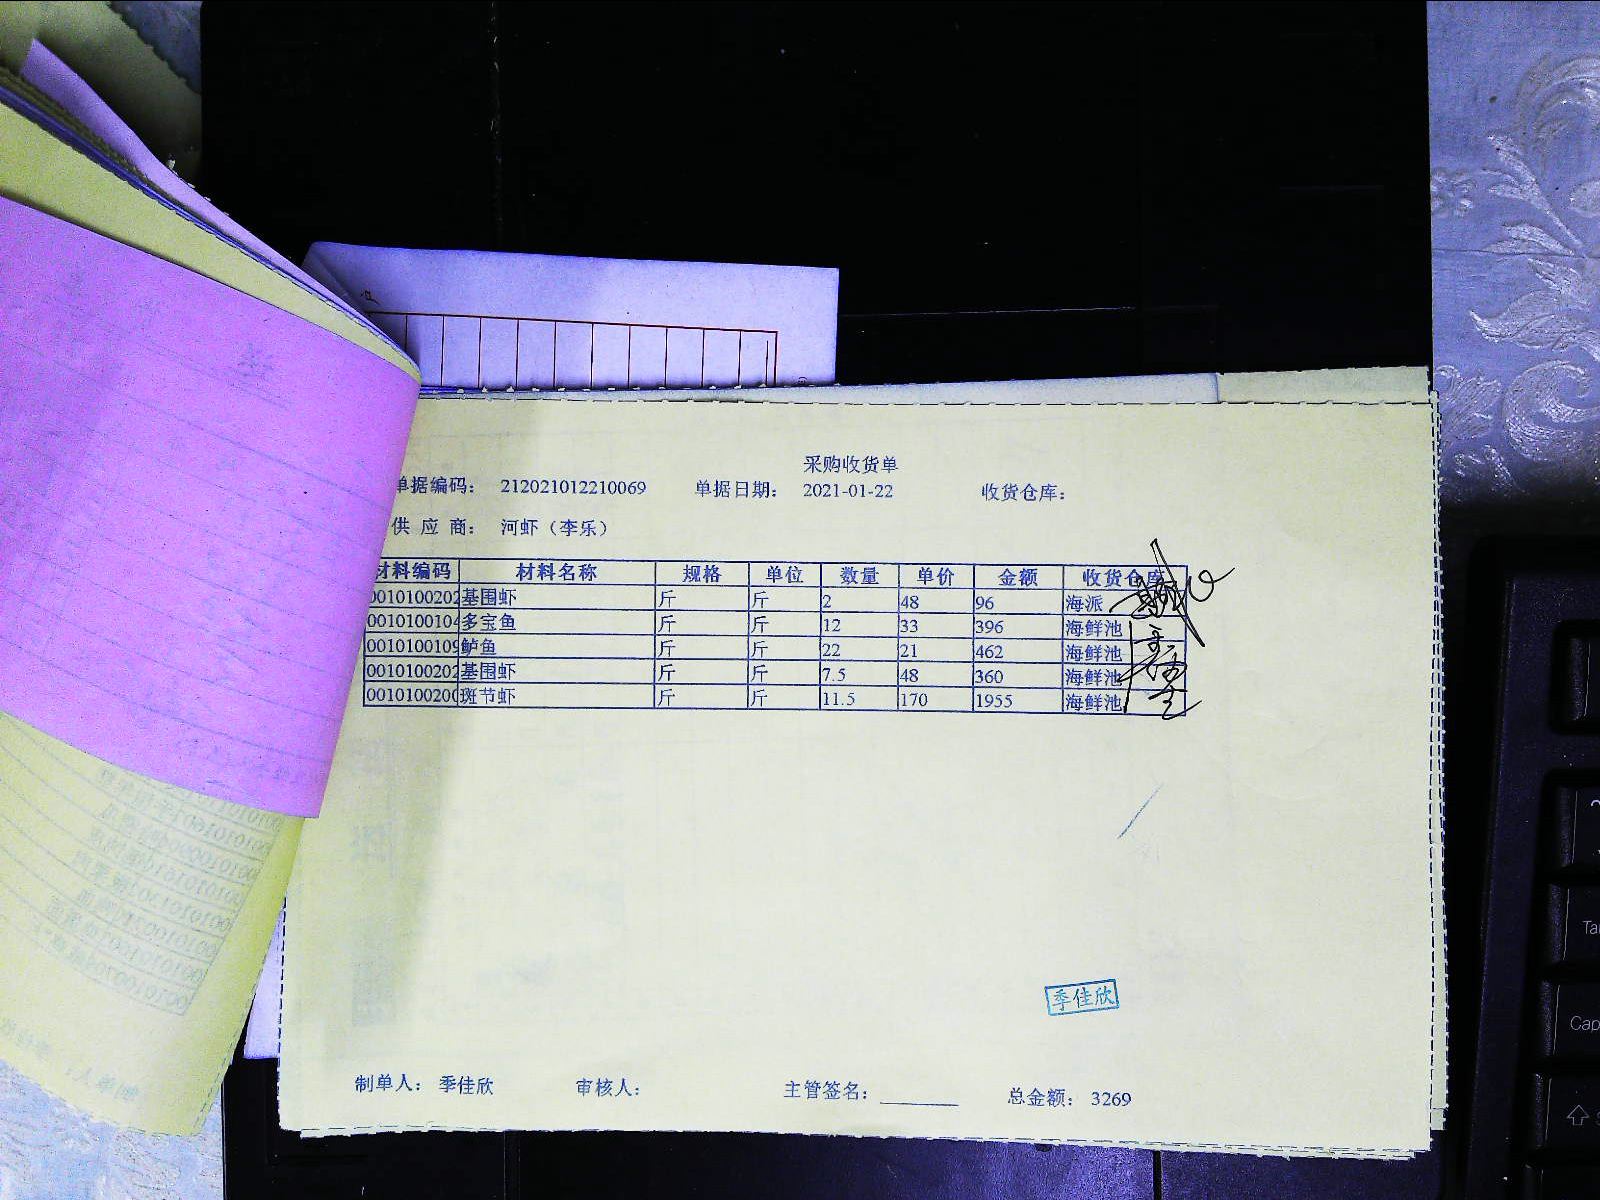 采购收货单
单据编码： 212021012210069 单据日期： 2021-01-22 收货仓库：
供 应 商： 河虾（李乐）
材料编码 材料名称 规格 单位 数量 单价 金额 收货仓库
0010100202 基围虾 斤 斤 2 48 96 海派
0010100104 多宝鱼 斤 斤 12 33 396 海鲜池
0010100109 鲈鱼 斤 斤 22 21 462 海鲜池
0010100202 基围虾 斤 斤 7.5 48 360 海鲜池
0010100200 斑节虾 斤 斤 11.5 170 1955 海鲜池
季佳欣
制单人： 季佳欣 审核人： 主管签名： 总金额： 3269